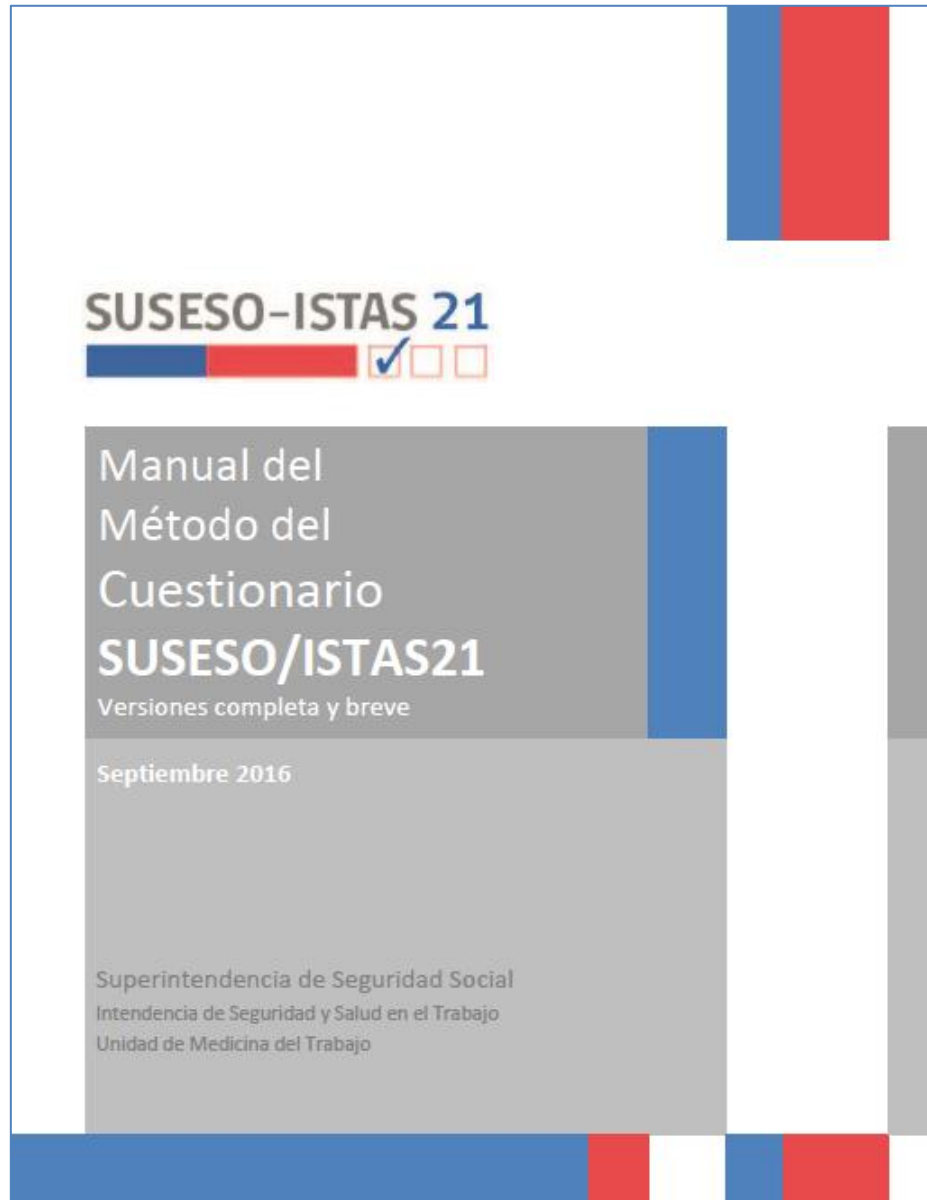 SUSESO-ISTAS 21
Manual del
Método del
Cuestionario
SUSESO/ISTAS21
Versiones completa y breve
Septiembre 2016
Superintendencia de Seguridad Social
Intendencia de Seguridad y Salud en el Trabajo
Unidad de Medicina del Trabajo